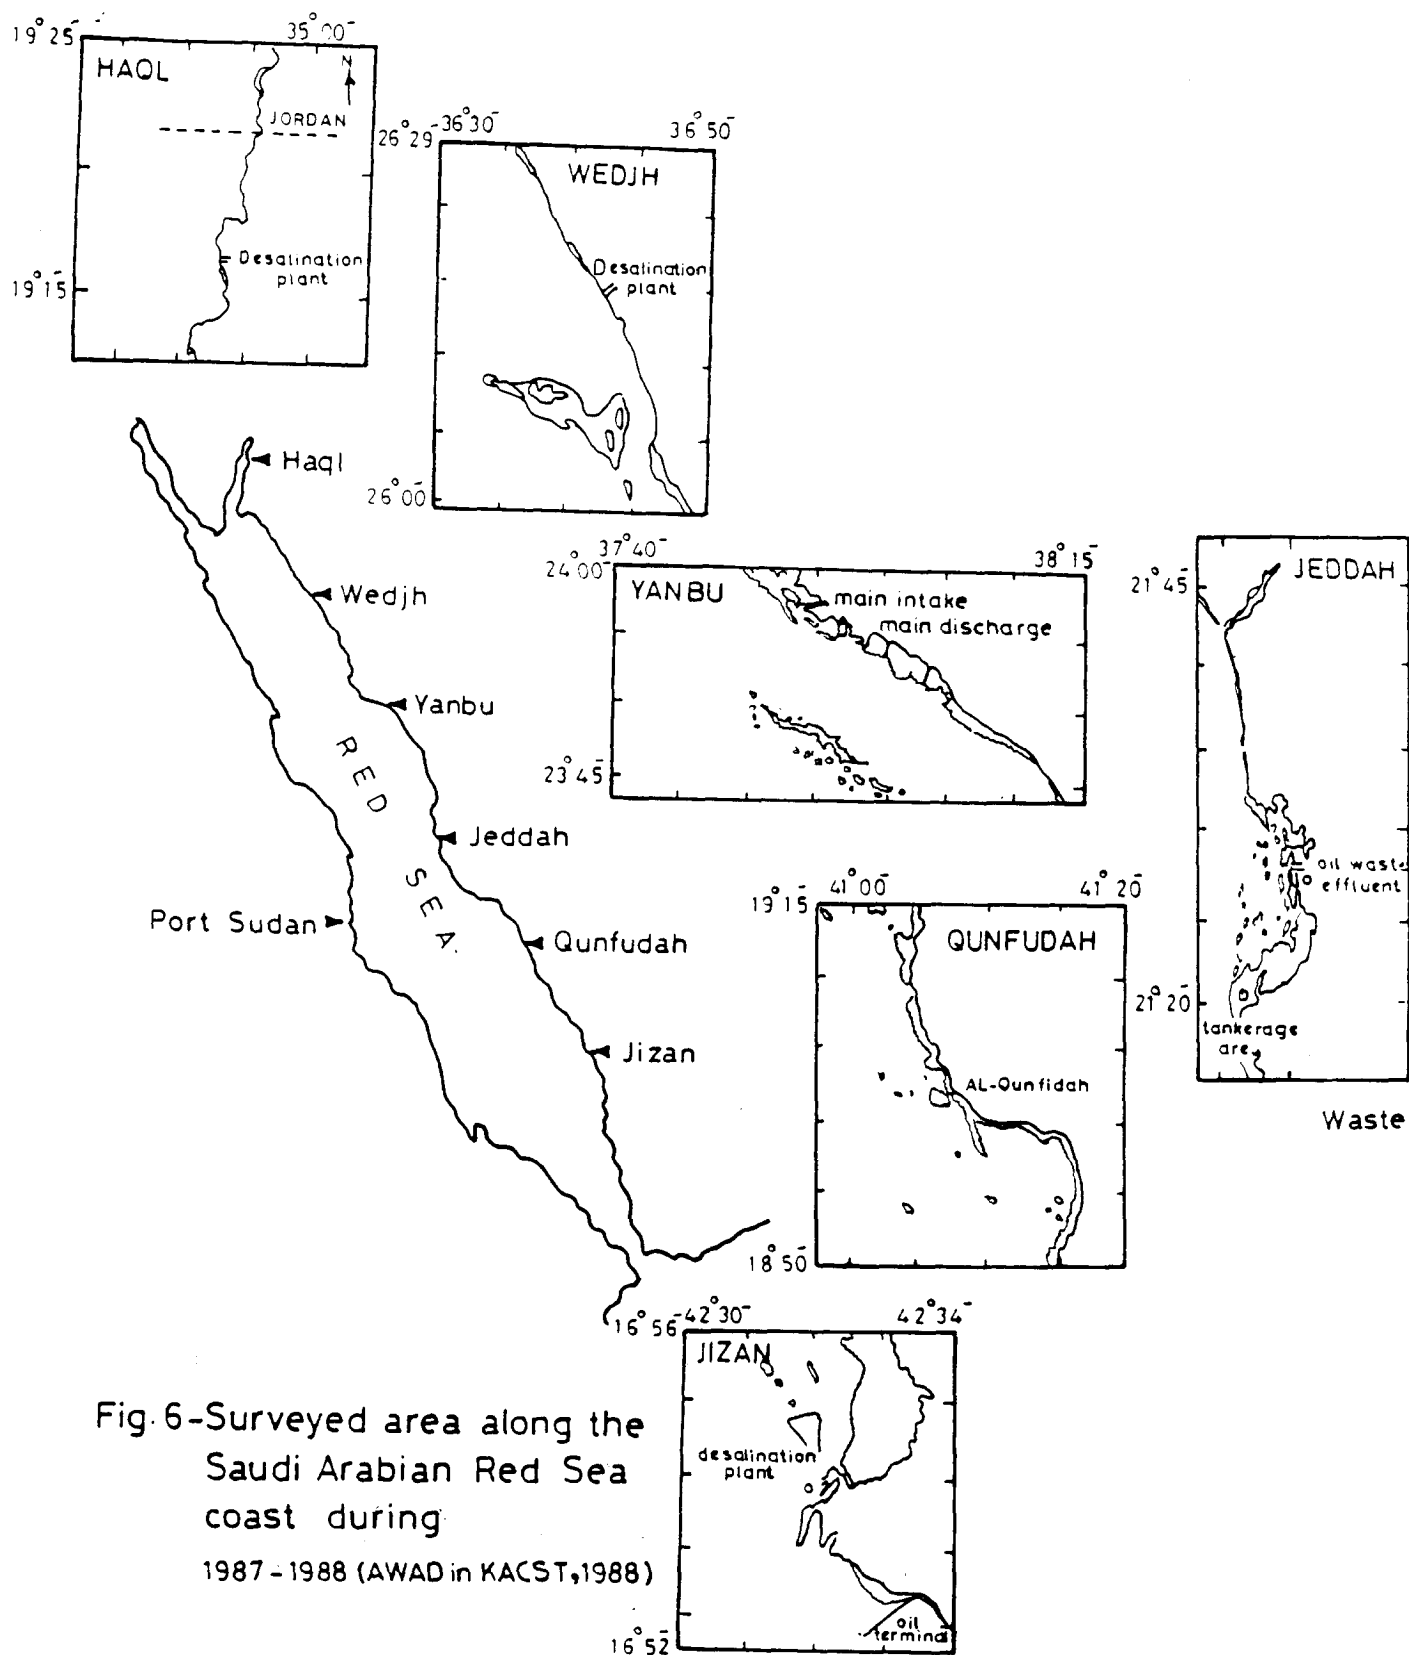 19°25'
35°00'
HAQL
N
JORDAN
Desalination
plant
19°15'
26°29'
36°30'
36°50'
WEDJH
Desalination
plant
26°00'
Haql
Wedjh
Yanbu
Jeddah
Port Sudan
Qunfudah
Jizan
RED SEA
37°40'
38°15'
24°00'
YANBU
main intake
main discharge
23°45'
JEDDAH
21°45'
oil waste
effluent
21°20'
tankerage
area
Waste
41°00'
41°20'
19°15'
QUNFUDAH
AL-Qunfidah
18°50'
16°56'
42°30'
42°34'
JIZAN
desalination
plant
oil
terminal
16°52'
Fig. 6-Surveyed area along the
Saudi Arabian Red Sea
coast during
1987-1988 (AWAD in KACST, 1988)